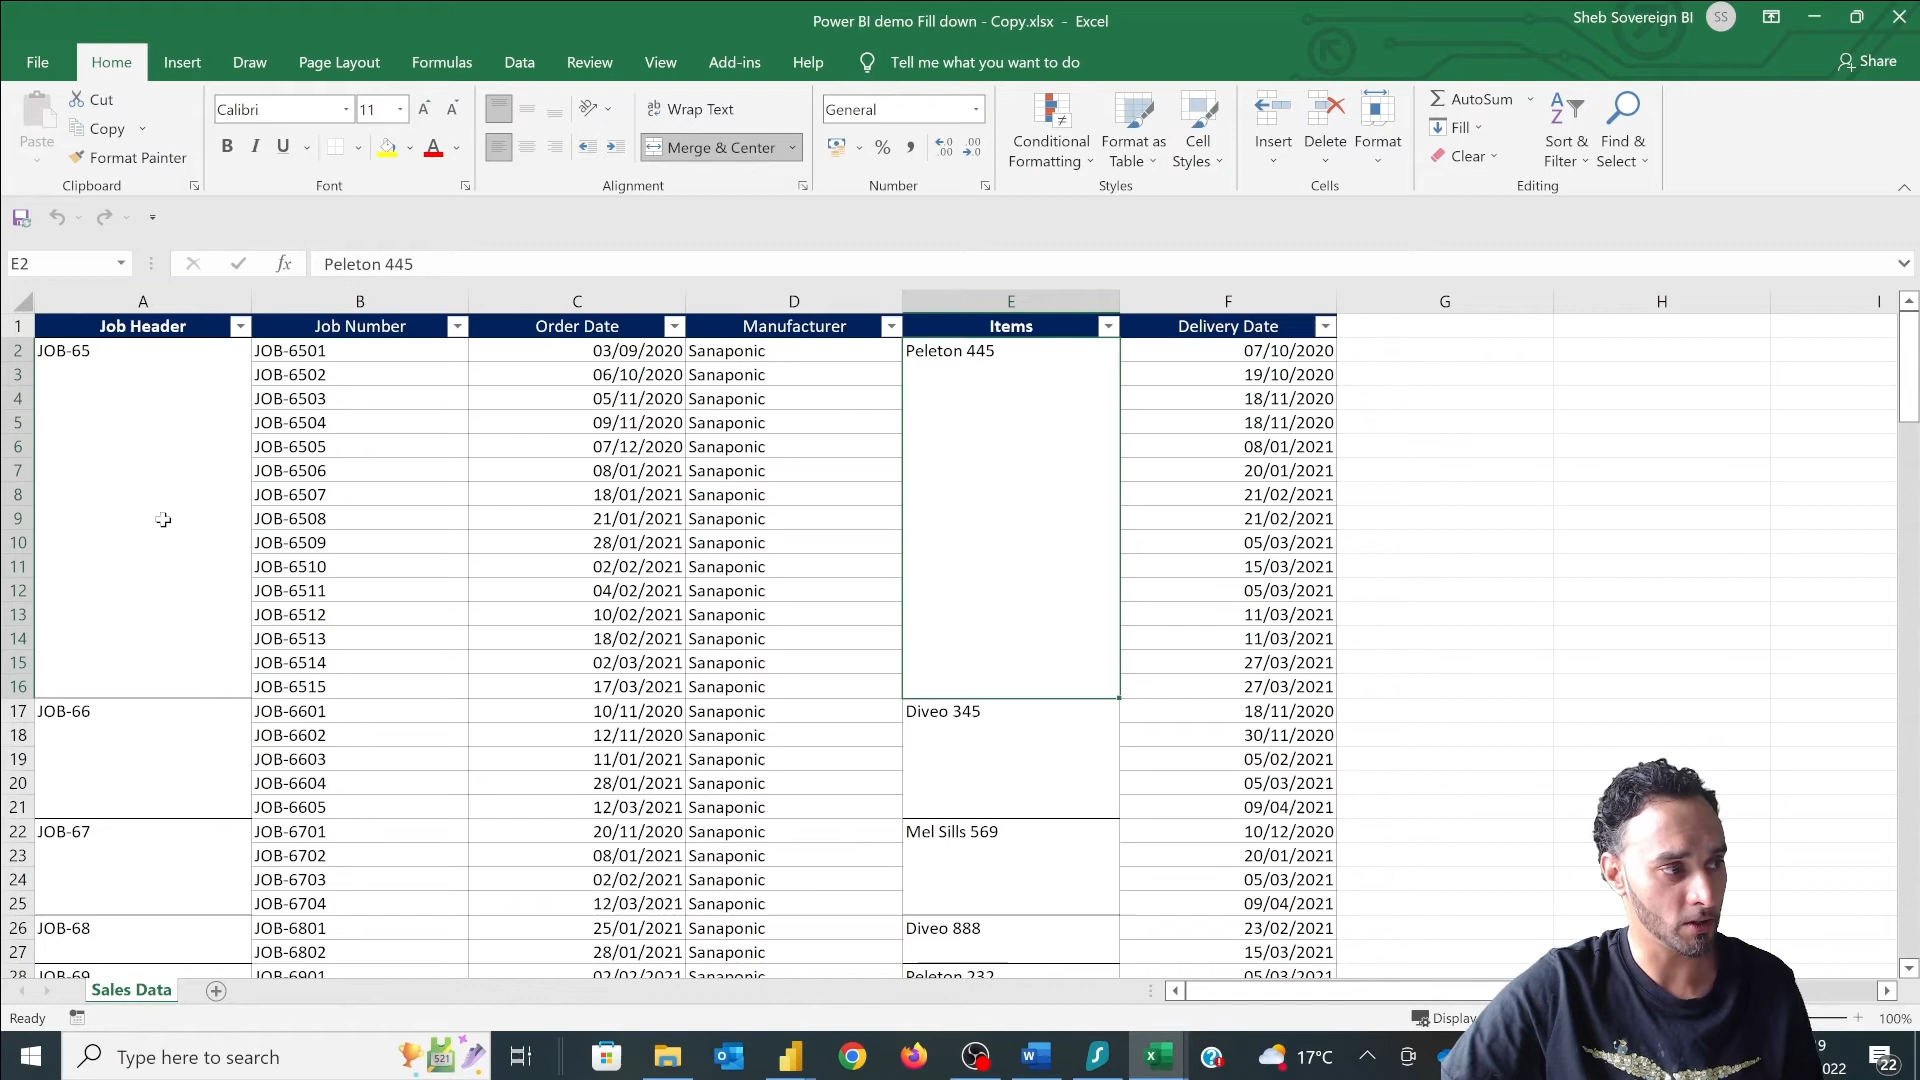 Power BI demo Fill down - Copy.xlsx - Excel
Sheb Sovereign BI SS
File Home Insert Draw Page Layout Formulas Data Review View Add-ins Help Tell me what you want to do Share
Paste
Cut
Copy
Format Painter
Clipboard
Calibri 11
B I U A
Font
Wrap Text
Merge & Center
Alignment
General
Number
Conditional Formatting
Format as Table
Cell Styles
Styles
Insert Delete Format
Cells
AutoSum
Fill
Clear
Sort & Filter
Find & Select
Editing
E2 fx Peleton 445
A B C D E F G H I
1 Job Header Job Number Order Date Manufacturer Items Delivery Date
2 JOB-65 JOB-6501 03/09/2020 Sanaponic Peleton 445 07/10/2020
3 JOB-6502 06/10/2020 Sanaponic 19/10/2020
4 JOB-6503 05/11/2020 Sanaponic 18/11/2020
5 JOB-6504 09/11/2020 Sanaponic 18/11/2020
6 JOB-6505 07/12/2020 Sanaponic 08/01/2021
7 JOB-6506 08/01/2021 Sanaponic 20/01/2021
8 JOB-6507 18/01/2021 Sanaponic 21/02/2021
9 JOB-6508 21/01/2021 Sanaponic 21/02/2021
10 JOB-6509 28/01/2021 Sanaponic 05/03/2021
11 JOB-6510 02/02/2021 Sanaponic 15/03/2021
12 JOB-6511 04/02/2021 Sanaponic 05/03/2021
13 JOB-6512 10/02/2021 Sanaponic 11/03/2021
14 JOB-6513 18/02/2021 Sanaponic 11/03/2021
15 JOB-6514 02/03/2021 Sanaponic 27/03/2021
16 JOB-6515 17/03/2021 Sanaponic 27/03/2021
17 JOB-66 JOB-6601 10/11/2020 Sanaponic Diveo 345 18/11/2020
18 JOB-6602 12/11/2020 Sanaponic 30/11/2020
19 JOB-6603 11/01/2021 Sanaponic 05/02/2021
20 JOB-6604 28/01/2021 Sanaponic 05/03/2021
21 JOB-6605 12/03/2021 Sanaponic 09/04/2021
22 JOB-67 JOB-6701 20/11/2020 Sanaponic Mel Sills 569 10/12/2020
23 JOB-6702 08/01/2021 Sanaponic 20/01/2021
24 JOB-6703 02/02/2021 Sanaponic 05/03/2021
25 JOB-6704 12/03/2021 Sanaponic 09/04/2021
26 JOB-68 JOB-6801 25/01/2021 Sanaponic Diveo 888 23/02/2021
27 JOB-6802 28/01/2021 Sanaponic 15/03/2021
28 JOB-69 JOB-6901 02/02/2021 Sanaponic Peleton 232 05/03/2021
Sales Data
Ready Display 100%
Type here to search 521 17°C 22